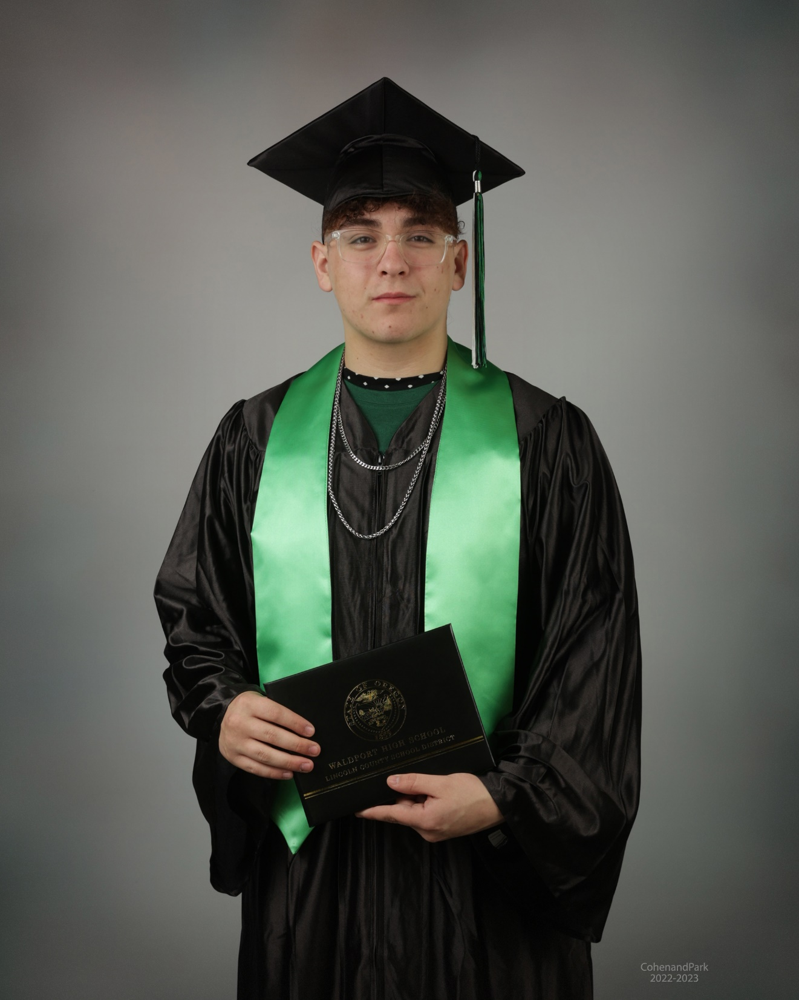 STATE OF OREGON
1859
WALDPORT HIGH SCHOOL
LINCOLN COUNTY SCHOOL DISTRICT
CohenandPark
2022-2023